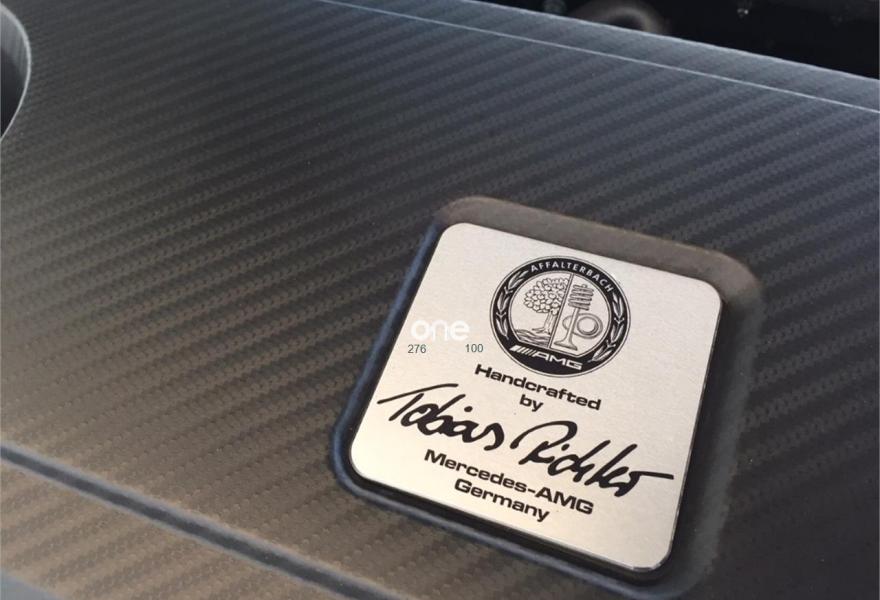 AFFALTERBACH
AMG
one
276 100
Handcrafted
by
Tobias Richter
Mercedes-AMG
Germany